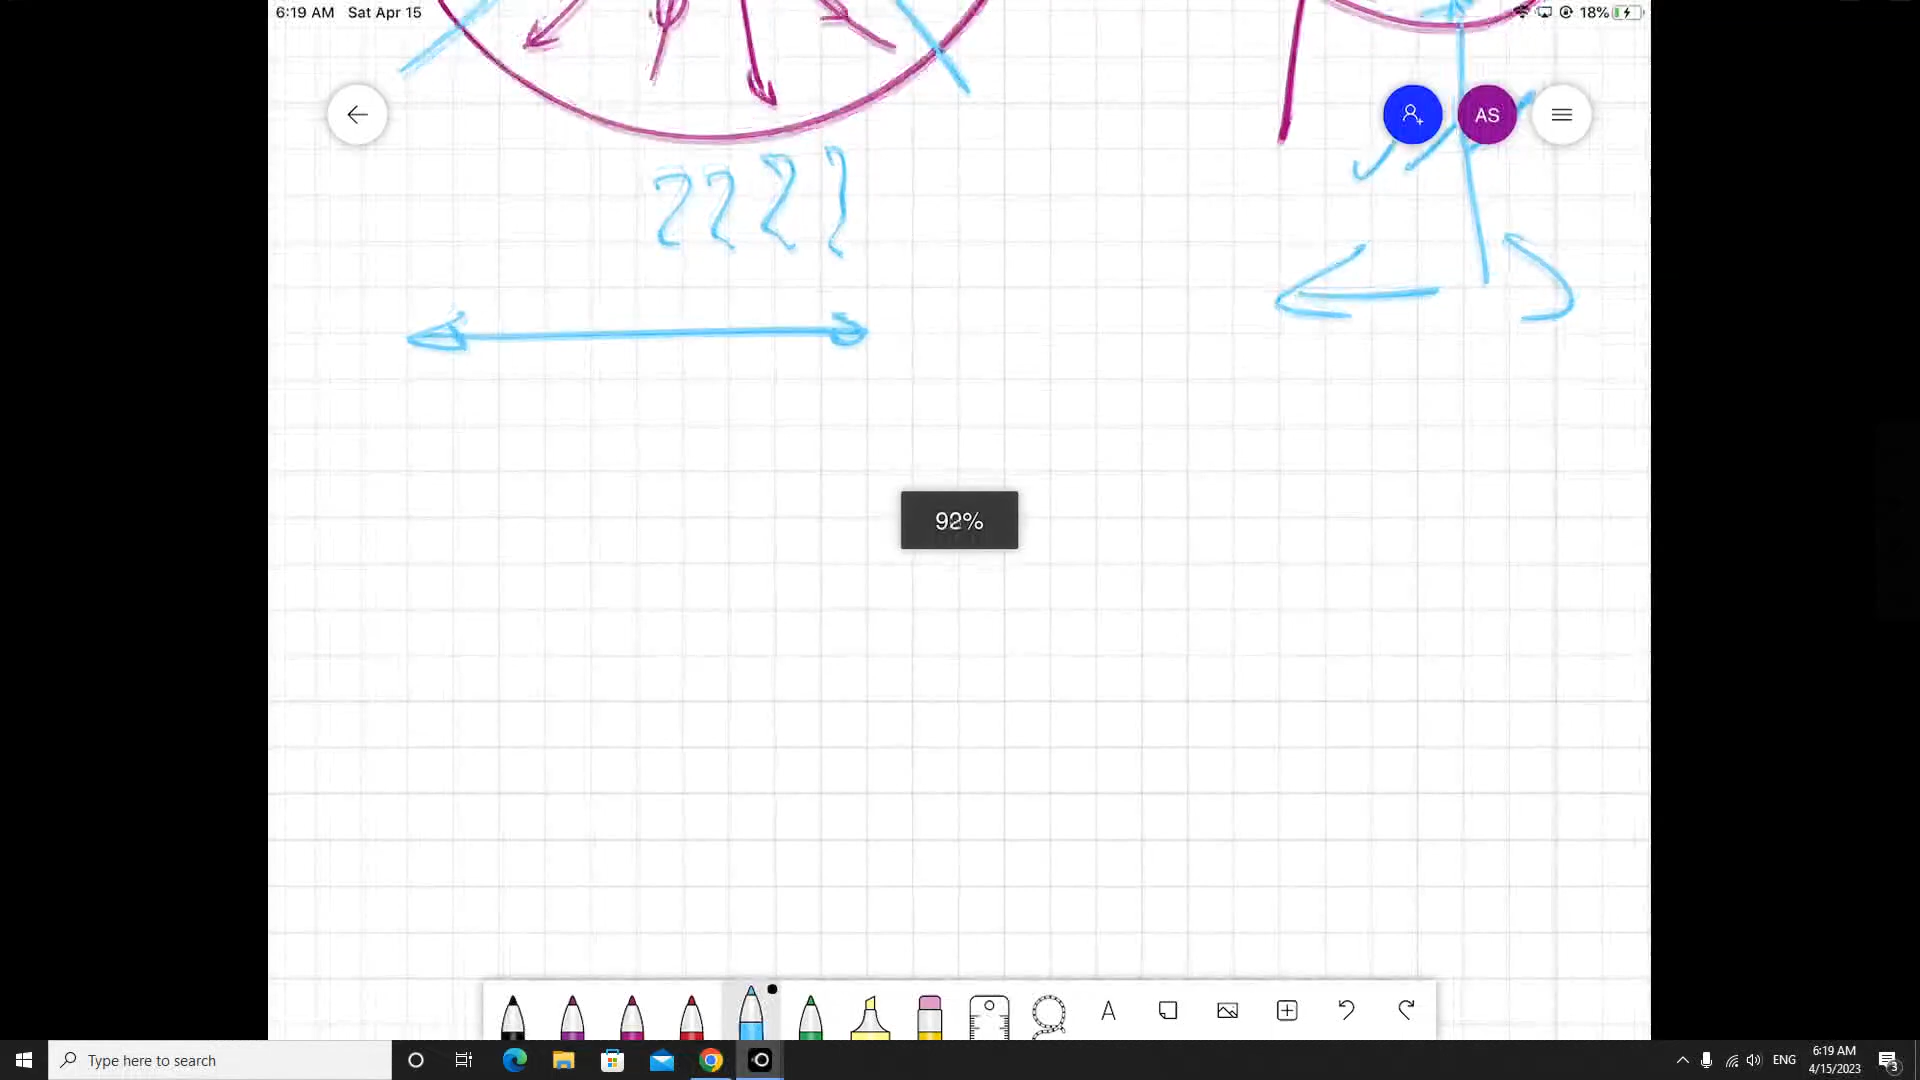 6:19 AM Sat Apr 15
18%
AS
? ? ? ?
92%
A
Type here to search
ENG
6:19 AM
4/15/2023
3